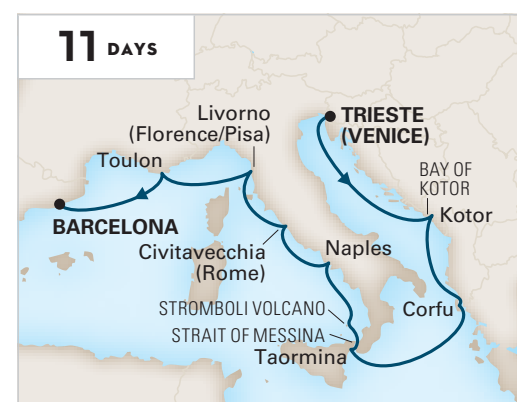 11 DAYS
Livorno
(Florence/Pisa)
TRIESTE
(VENICE)
Toulon
BAY OF
KOTOR
Kotor
BARCELONA
Civitavecchia
(Rome)
Naples
STROMBOLI VOLCANO
Corfu
STRAIT OF MESSINA
Taormina